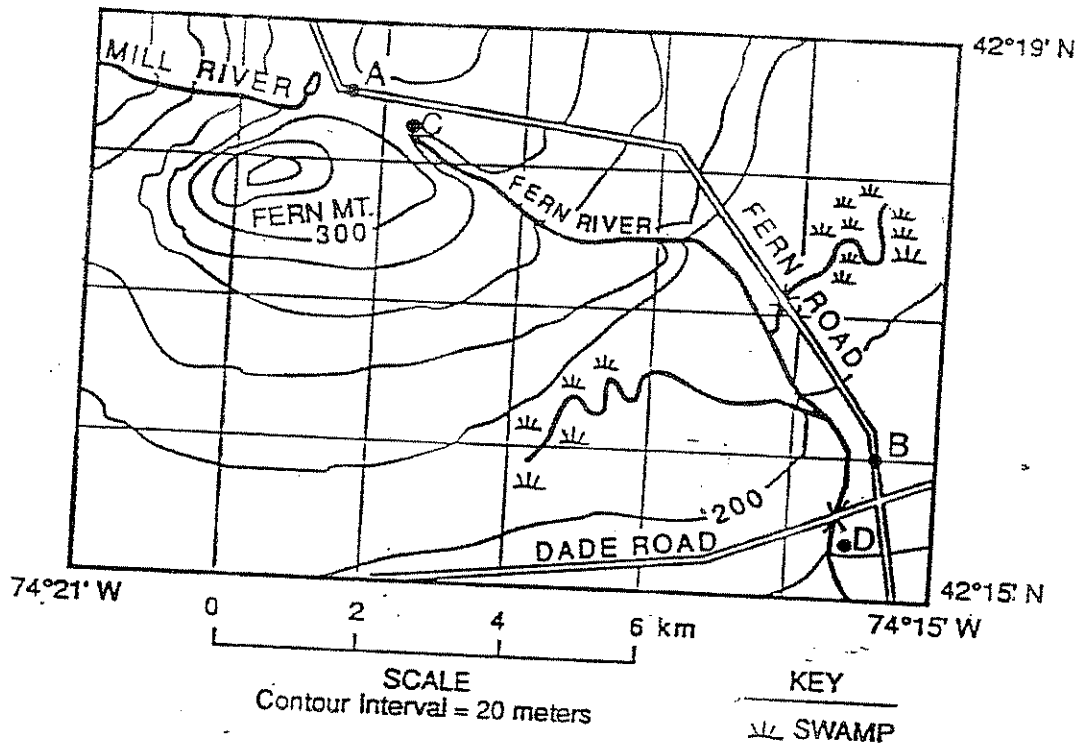 42°19' N
MILL RIVER
A
C
FERN MT.
300
FERN RIVER
FERN ROAD
B
200
DADE ROAD
D
74°21' W
42°15' N
74°15' W
0 2 4 6 km
SCALE
Contour Interval = 20 meters
KEY
SWAMP